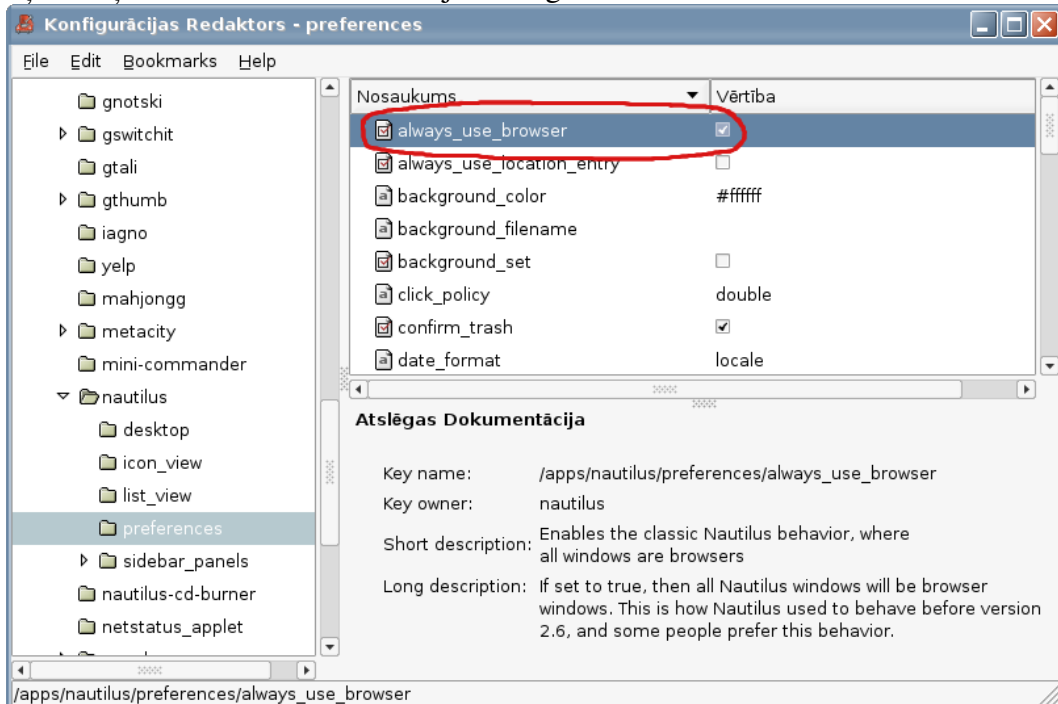 Konfigurācijas Redaktors - preferences
File Edit Bookmarks Help
gnotski
gswitchit
gtali
gthumb
iagno
yelp
mahjongg
metacity
mini-commander
nautilus
desktop
icon_view
list_view
preferences
sidebar_panels
nautilus-cd-burner
netstatus_applet
Nosaukums Vērtība
always_use_browser
always_use_location_entry
background_color #ffffff
background_filename
background_set
click_policy double
confirm_trash
date_format locale
Atslēgas Dokumentācija
Key name: /apps/nautilus/preferences/always_use_browser
Key owner: nautilus
Short description: Enables the classic Nautilus behavior, where
all windows are browsers
Long description: If set to true, then all Nautilus windows will be browser
windows. This is how Nautilus used to behave before version
2.6, and some people prefer this behavior.
/apps/nautilus/preferences/always_use_browser